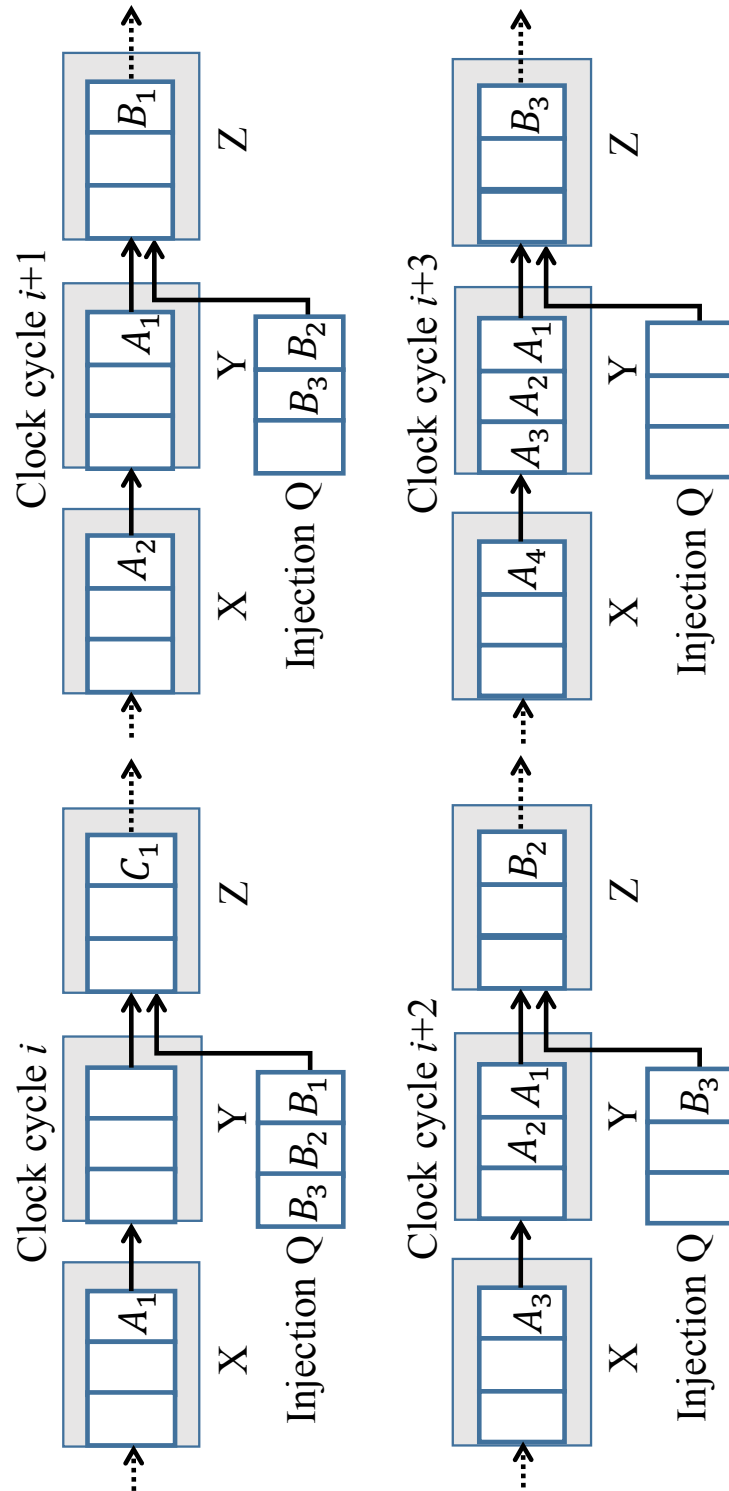 Clock cycle i
A₁
C₁
X
Y
Z
Injection Q
B₃ B₂ B₁
Clock cycle i+1
A₂
A₁
B₁
X
Y
Z
Injection Q
B₃ B₂
Clock cycle i+2
A₃
A₂ A₁
B₂
X
Y
Z
Injection Q
B₃
Clock cycle i+3
A₄
A₃ A₂ A₁
B₃
X
Y
Z
Injection Q